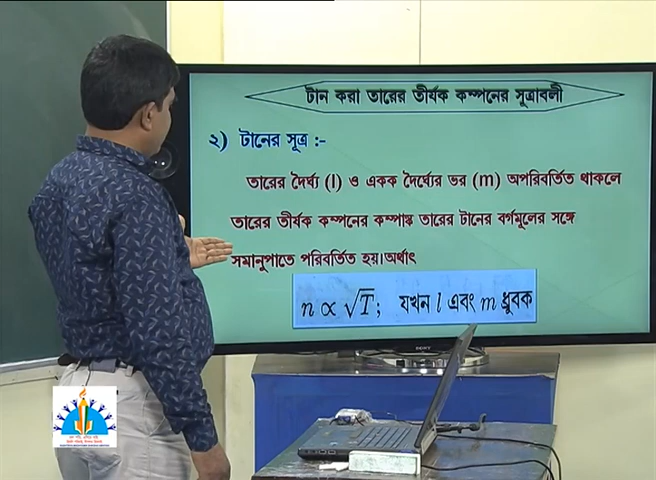 টান করা তারের তীর্যক কম্পনের সূত্রাবলী
২) টানের সূত্র :-
তারের দৈর্ঘ্য (l) ও একক দৈর্ঘ্যের ভর (m) অপরিবর্তিত থাকলে
তারের তীর্যক কম্পনের কম্পাঙ্ক তারের টানের বর্গমূলের সঙ্গে
সমানুপাতে পরিবর্তিত হয়।অর্থাৎ
n ∝ √T; যখন l এবং m ধ্রুবক
SONY